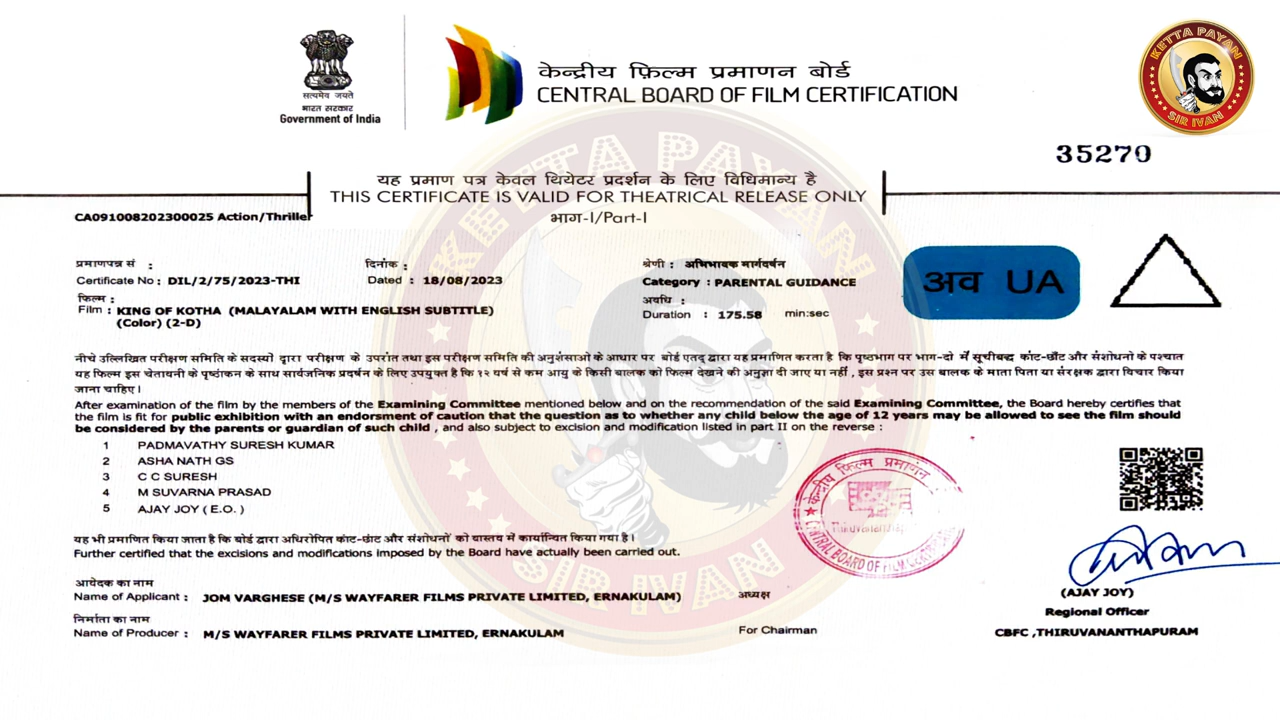 सत्यमेव जयते
भारत सरकार
Government of India
केन्द्रीय फ़िल्म प्रमाणन बोर्ड
CENTRAL BOARD OF FILM CERTIFICATION
KETTA PAYAN
SIR IVAN
35270
यह प्रमाण पत्र केवल थियेटर प्रदर्शन के लिए विधिमान्य है
THIS CERTIFICATE IS VALID FOR THEATRICAL RELEASE ONLY
CA091008202300025 Action/Thriller
भाग-I/Part-I
प्रमाणपत्र सं :
दिनांक :
श्रेणी : अभिभावक मार्गदर्शन
Certificate No : DIL/2/75/2023-THI
Dated : 18/08/2023
Category : PARENTAL GUIDANCE
अव UA
फिल्म :
अवधि :
Film : KING OF KOTHA (MALAYALAM WITH ENGLISH SUBTITLE)
(Color) (2-D)
Duration : 175.58 min:sec
नीचे उल्लिखित परीक्षण समिति के सदस्यों द्वारा परीक्षण के उपरांत तथा इस परीक्षण समिति की अनुशंसाओ के आधार पर बोर्ड एतद् द्वारा यह प्रमाणित करता है कि पृष्ठभाग पर भाग-दो में सूचीबद्ध कांट-छाँट और संशोधनो के पश्चात
यह फिल्म इस चेतावनी के पृष्ठांकन के साथ सार्वजनिक प्रदर्शन के लिए उपयुक्त है कि १२ वर्ष से कम आयु के किसी बालक को फिल्म देखने की अनुज्ञा दी जाए या नहीं , इस प्रश्न पर उस बालक के माता पिता या संरक्षक द्वारा विचार किया
जाना चाहिए।
After examination of the film by the members of the Examining Committee mentioned below and on the recommendation of the said Examining Committee, the Board hereby certifies that
the film is fit for public exhibition with an endorsement of caution that the question as to whether any child below the age of 12 years may be allowed to see the film should
be considered by the parents or guardian of such child , and also subject to excision and modification listed in part II on the reverse :
1 PADMAVATHY SURESH KUMAR
2 ASHA NATH GS
3 C C SURESH
4 M SUVARNA PRASAD
5 AJAY JOY ( E.O. )
केन्द्रीय फिल्म प्रमाणन
CENTRAL BOARD OF FILM
यह भी प्रमाणित किया जाता है कि बोर्ड द्वारा अधिरोपित कांट-छांट और संशोधनों को वास्तव में कार्यान्वित किया गया है।
Further certified that the excisions and modifications imposed by the Board have actually been carried out.
आवेदक का नाम
Name of Applicant : JOM VARGHESE (M/S WAYFARER FILMS PRIVATE LIMITED, ERNAKULAM)
अध्यक्ष
(AJAY JOY)
Regional Officer
निर्माता का नाम
Name of Producer : M/S WAYFARER FILMS PRIVATE LIMITED, ERNAKULAM
For Chairman
CBFC ,THIRUVANANTHAPURAM
KETTA PAYAN
SIR IVAN